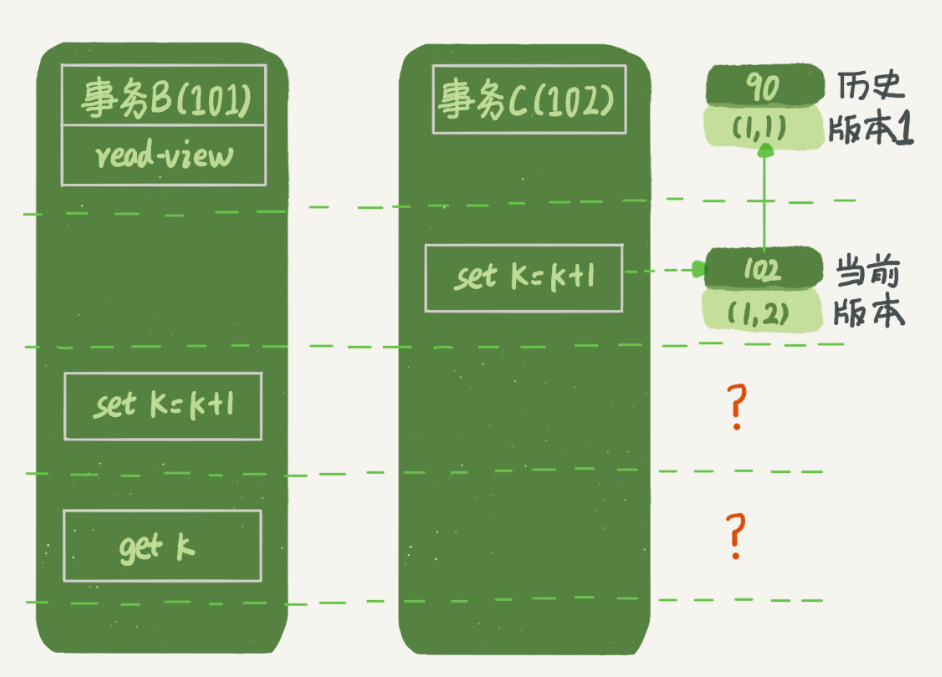 事务B(101)
read-view
事务C(102)
90
(1,1)
历史
版本1
set k=k+1
102
(1,2)
当前
版本
set k=k+1
?
get k
?